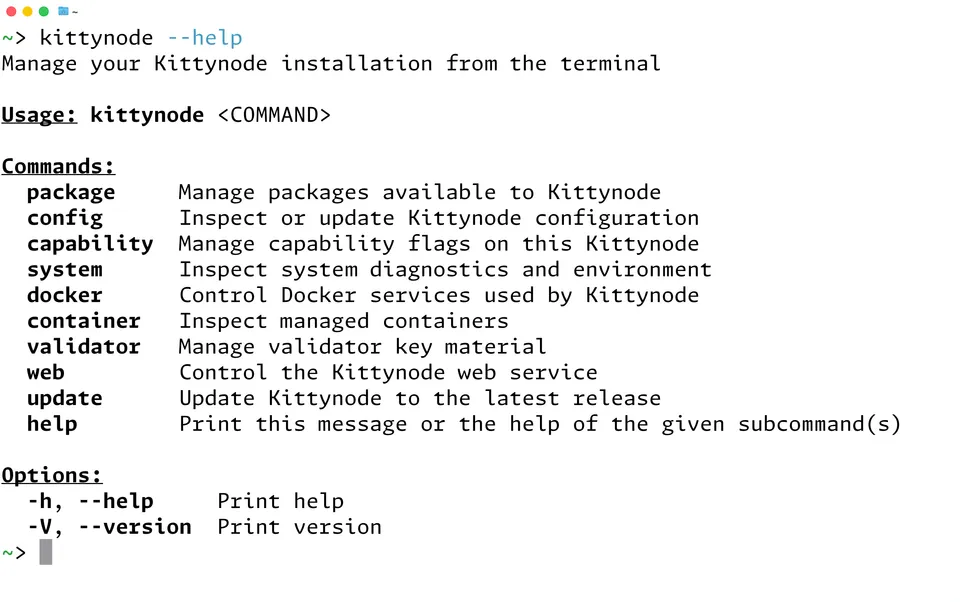 ~
~> kittynode --help
Manage your Kittynode installation from the terminal
Usage: kittynode <COMMAND>
Commands:
package Manage packages available to Kittynode
config Inspect or update Kittynode configuration
capability Manage capability flags on this Kittynode
system Inspect system diagnostics and environment
docker Control Docker services used by Kittynode
container Inspect managed containers
validator Manage validator key material
web Control the Kittynode web service
update Update Kittynode to the latest release
help Print this message or the help of the given subcommand(s)
Options:
-h, --help Print help
-V, --version Print version
~>